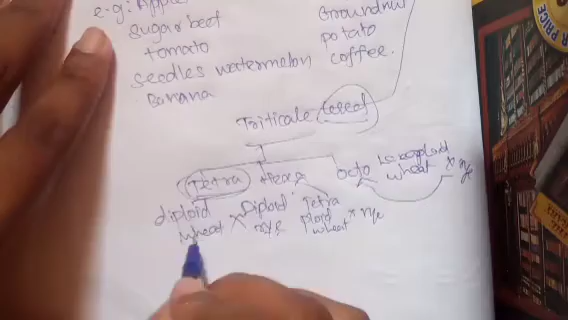 e.g: Apple
Sugar beet
tomato
Seedles watermelon
Banana
Groundnut
potato
coffee.
Triticale
Tetra Hexa Octo
diploid wheat × Diploid rye
Tetra ploid wheat × rye
wheat × rye
PRICE